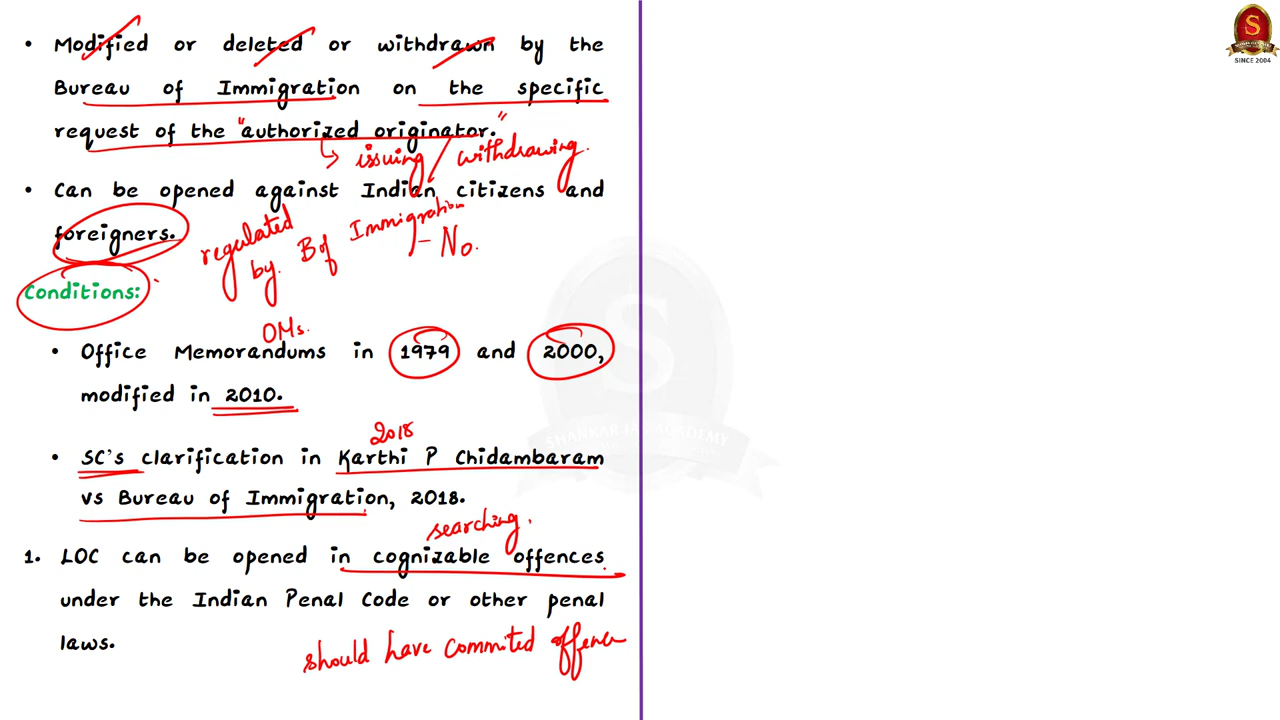 • Modified or deleted or withdrawn by the
Bureau of Immigration on the specific
request of the "authorized originator."
↳ issuing / withdrawing.
• Can be opened against Indian citizens and
foreigners.
regulated
by. B of Immigration
- No.
Conditions:
OMs.
• Office Memorandums in 1979 and 2000,
modified in 2010.
2018
• SC's clarification in Karthi P Chidambaram
vs Bureau of Immigration, 2018.
searching.
1. LOC can be opened in cognizable offences
under the Indian Penal Code or other penal
laws.
should have commited offence
S
SINCE 2004
SHANKAR IAS ACADEMY